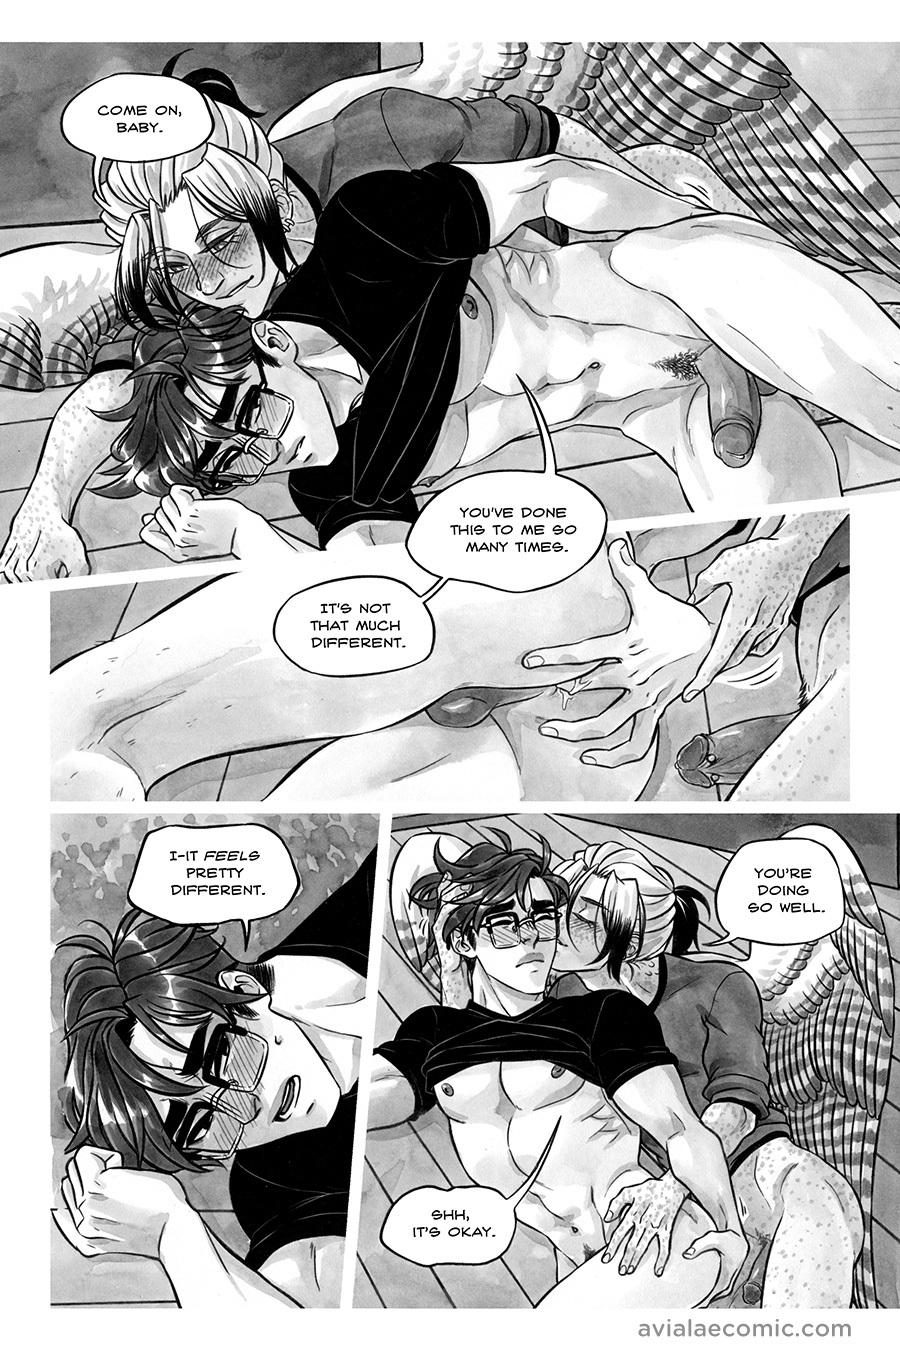 COME ON,
BABY.
YOU'VE DONE
THIS TO ME SO
MANY TIMES.
IT'S NOT
THAT MUCH
DIFFERENT.
I-IT FEELS
PRETTY
DIFFERENT.
YOU'RE
DOING
SO WELL.
SHH,
IT'S OKAY.
avialaecomic.com